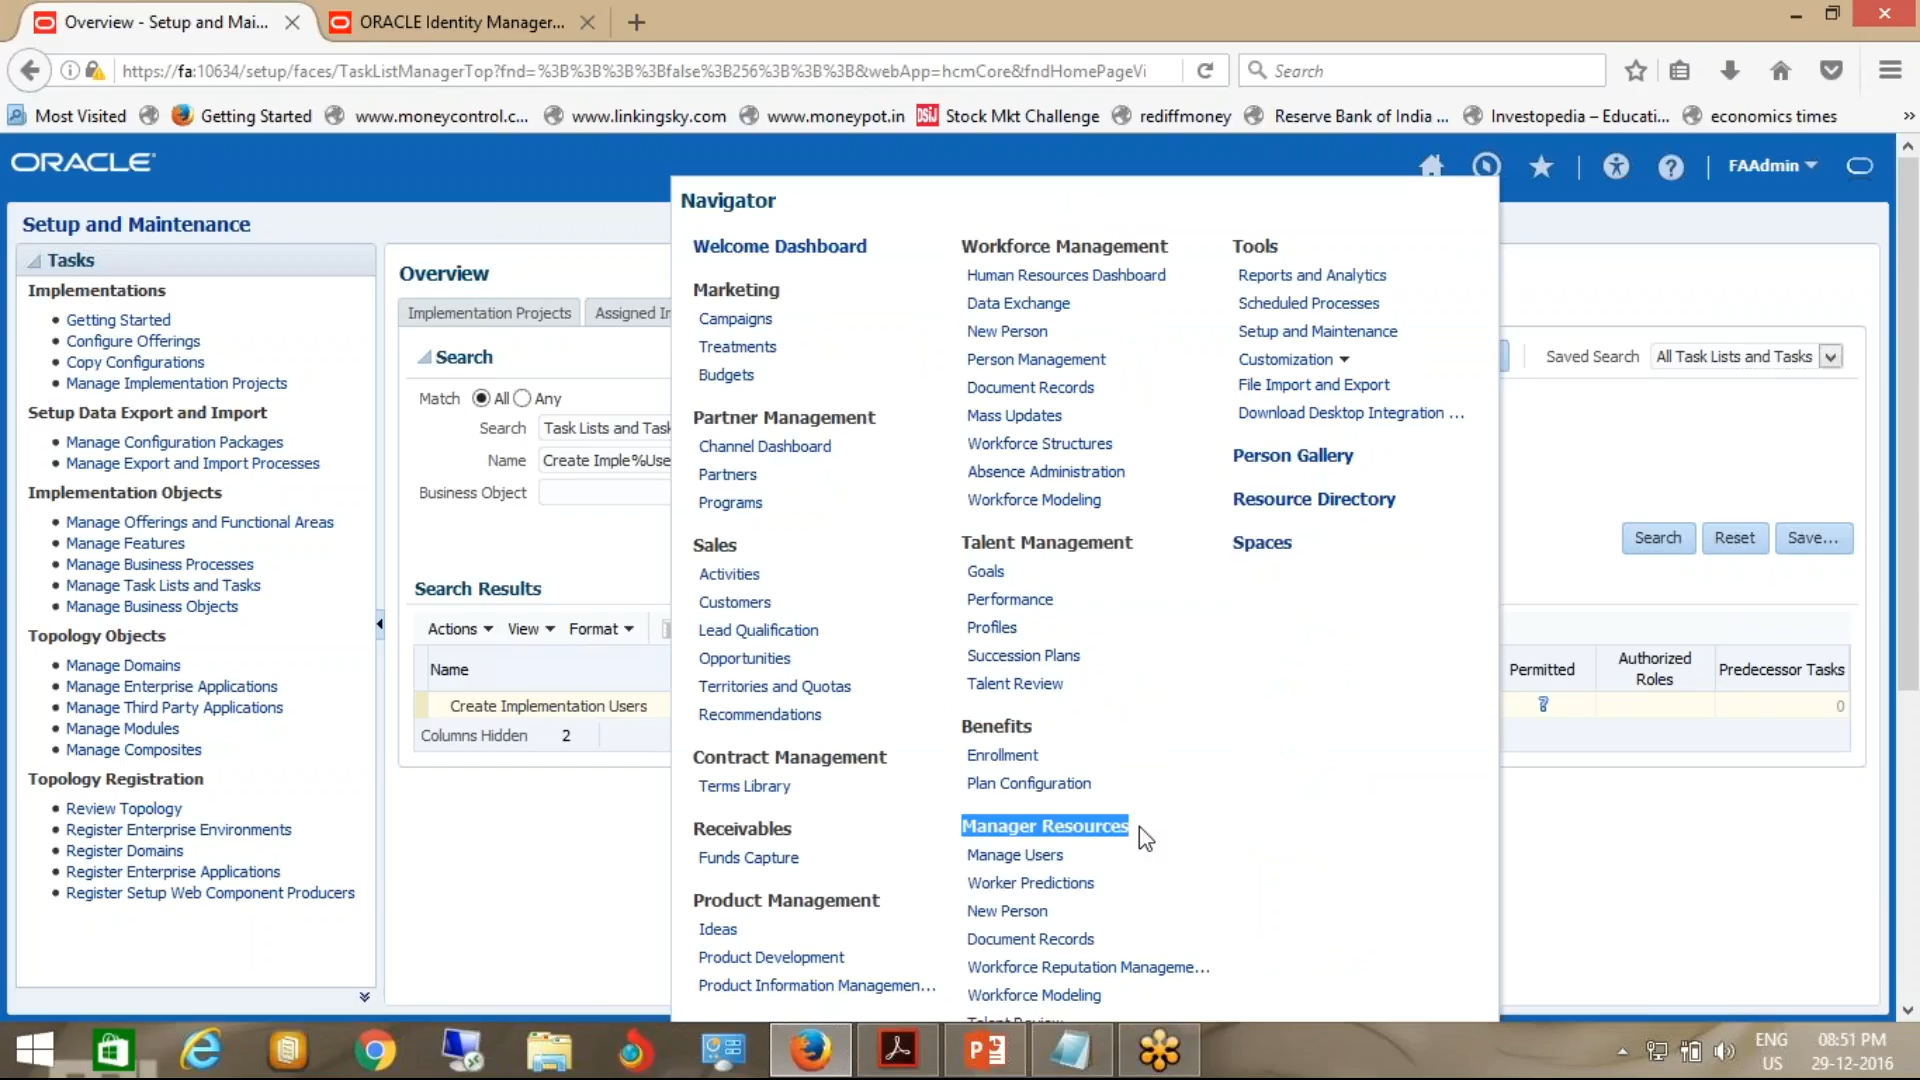 Overview - Setup and Mai...
ORACLE Identity Manager...
https://fa:10634/setup/faces/TaskListManagerTop?fnd=%3B%3B%3B%3Bfalse%3B256%3B%3B%3B&webApp=hcmCore&fndHomePageVi
Search
Most Visited
Getting Started
www.moneycontrol.c...
www.linkingsky.com
www.moneypot.in
DSIJ
Stock Mkt Challenge
rediffmoney
Reserve Bank of India ...
Investopedia – Educati...
economics times
ORACLE
FAAdmin
Setup and Maintenance
Tasks
Implementations
Getting Started
Configure Offerings
Copy Configurations
Manage Implementation Projects
Setup Data Export and Import
Manage Configuration Packages
Manage Export and Import Processes
Implementation Objects
Manage Offerings and Functional Areas
Manage Features
Manage Business Processes
Manage Task Lists and Tasks
Manage Business Objects
Topology Objects
Manage Domains
Manage Enterprise Applications
Manage Third Party Applications
Manage Modules
Manage Composites
Topology Registration
Review Topology
Register Enterprise Environments
Register Domains
Register Enterprise Applications
Register Setup Web Component Producers
Overview
Implementation Projects
Assigned Im
Search
Match All Any
Search Task Lists and Task
Name Create Imple%Use
Business Object
Search Results
Actions View Format
Name
Create Implementation Users
Columns Hidden 2
Navigator
Welcome Dashboard
Marketing
Campaigns
Treatments
Budgets
Partner Management
Channel Dashboard
Partners
Programs
Sales
Activities
Customers
Lead Qualification
Opportunities
Territories and Quotas
Recommendations
Contract Management
Terms Library
Receivables
Funds Capture
Product Management
Ideas
Product Development
Product Information Managemen...
Workforce Management
Human Resources Dashboard
Data Exchange
New Person
Person Management
Document Records
Mass Updates
Workforce Structures
Absence Administration
Workforce Modeling
Talent Management
Goals
Performance
Profiles
Succession Plans
Talent Review
Benefits
Enrollment
Plan Configuration
Manager Resources
Manage Users
Worker Predictions
New Person
Document Records
Workforce Reputation Manageme...
Workforce Modeling
Talent Review
Tools
Reports and Analytics
Scheduled Processes
Setup and Maintenance
Customization
File Import and Export
Download Desktop Integration ...
Person Gallery
Resource Directory
Spaces
Saved Search All Task Lists and Tasks
Search Reset Save...
Permitted
Authorized
Roles
Predecessor Tasks
0
ENG
US
08:51 PM
29-12-2016